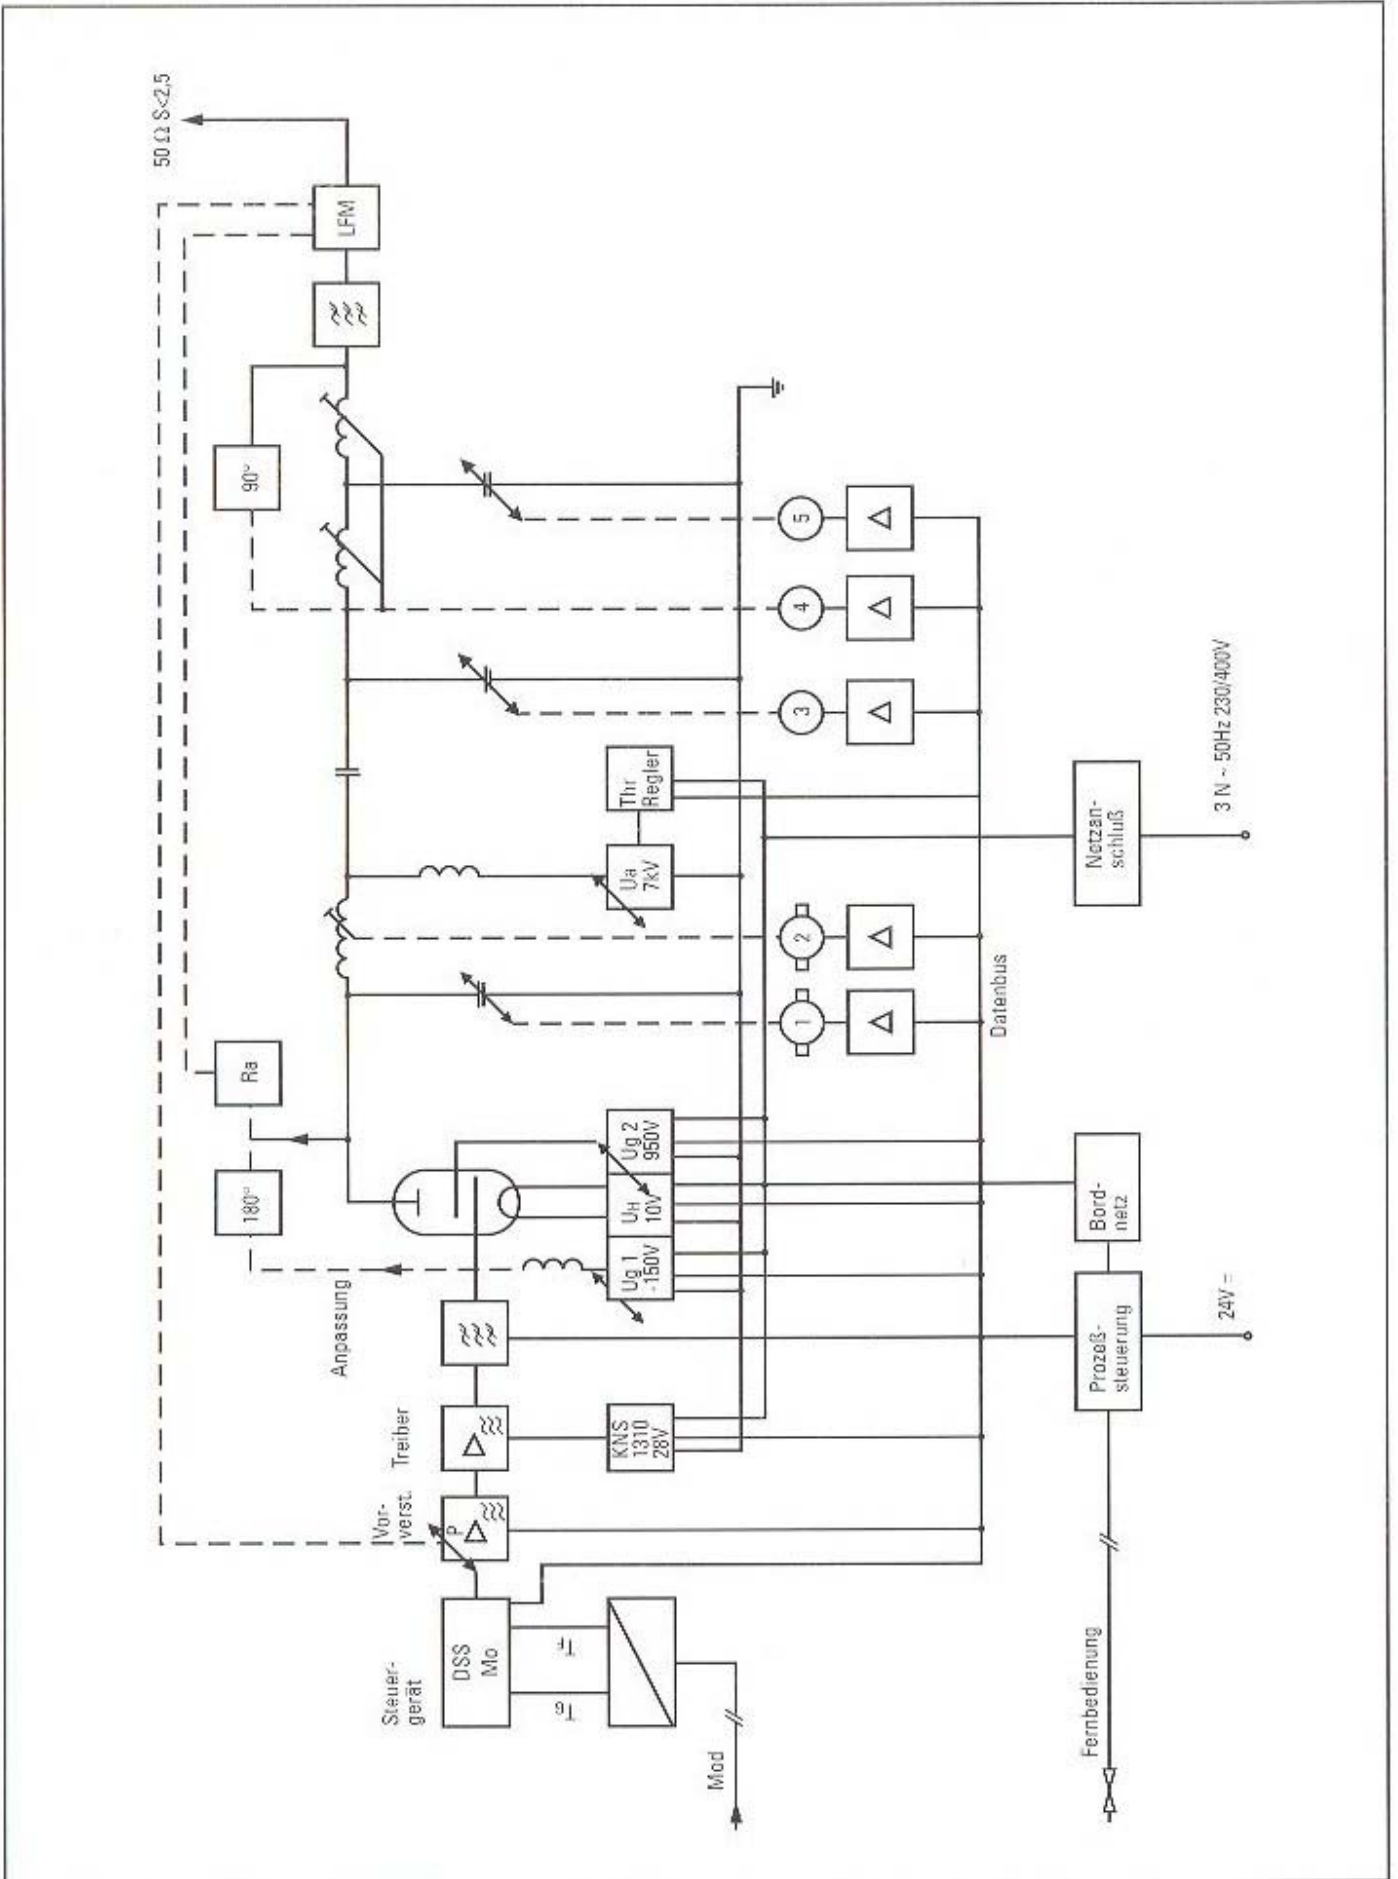 50 Ω S<2,5
LFM
90°
Ra
180°
Anpassung
Steuer-
gerät
DSS
Mo
Vor-
verst.
P
Treiber
KNS
1310
28V
Ug 1
-150V
UH
10V
Ug 2
950V
Ua
7kV
Thr
Regler
1
2
3
4
5
Datenbus
Mod
Fernbedienung
Prozeß-
steuerung
24V =
Bord-
netz
Netzan-
schluß
3 N ~ 50Hz 230/400V